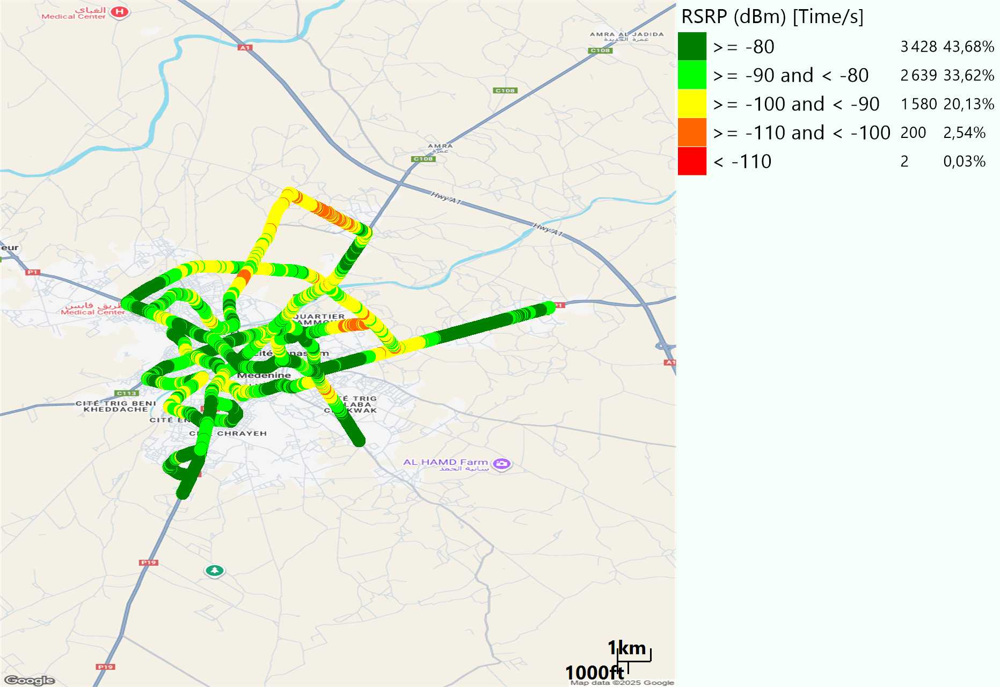 RSRP (dBm) [Time/s]
>= -80 3 428 43,68%
>= -90 and < -80 2 639 33,62%
>= -100 and < -90 1 580 20,13%
>= -110 and < -100 200 2,54%
< -110 2 0,03%
الغباي
Medical Center
H
A1
AMRA AL JADIDA
عمرة الجديدة
C108
C108
AMRA
عمرة
C108
Hwy A1
Hwy A1
eur
P1
طريق قابس
Medical Center
P1
QUARTIER
Medenine
A1
C113
CITÉ TRIG BENI
KHEDDACHE
TRIG
CHRAYEH
AL HAMD Farm
سانية الحمد
P19
P19
1km
1000ft
Google
Map data ©2025 Google